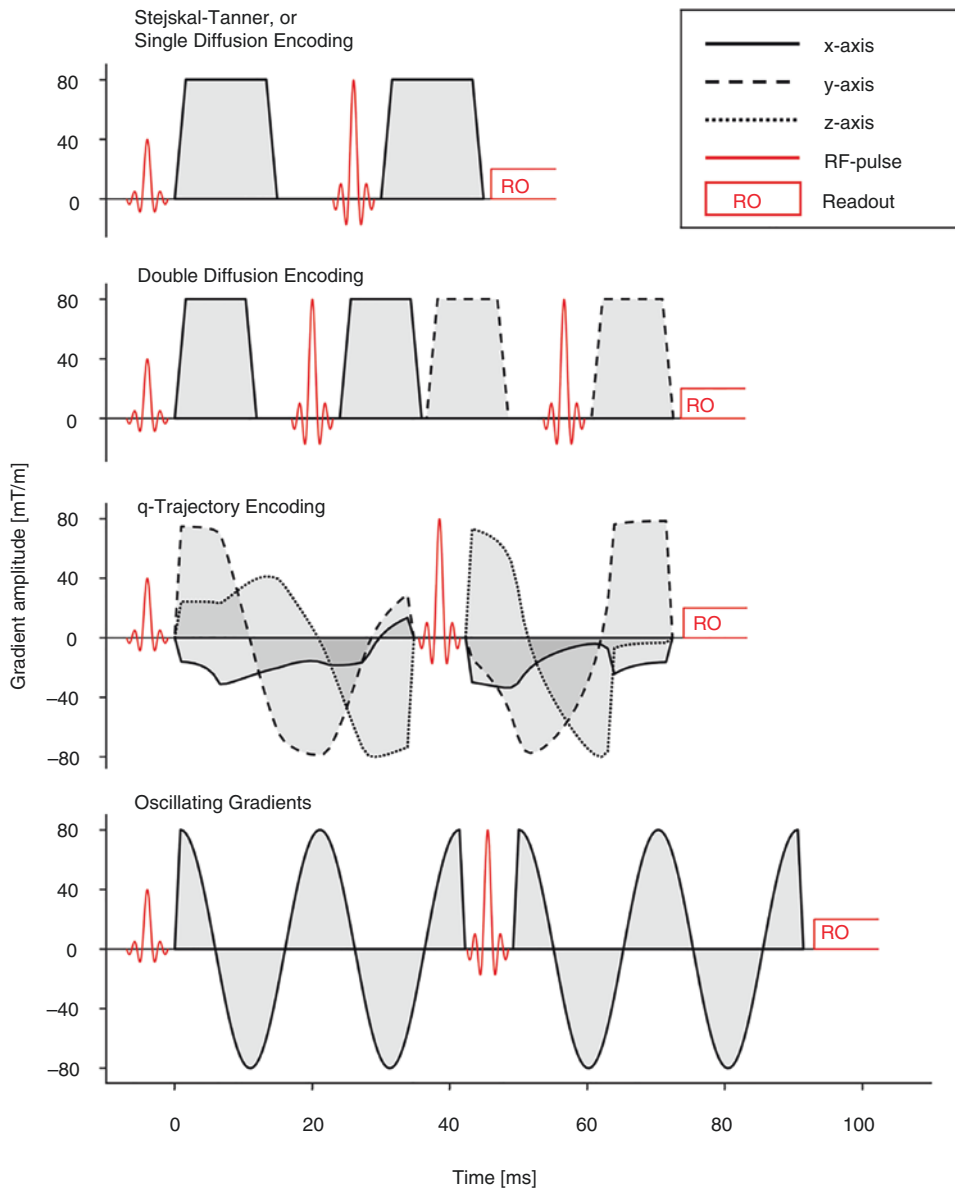 Stejskal-Tanner, or
Single Diffusion Encoding
80
40
0
RO
x-axis
y-axis
z-axis
RF-pulse
RO
Readout
Double Diffusion Encoding
80
40
0
RO
Gradient amplitude [mT/m]
q-Trajectory Encoding
80
40
0
−40
−80
RO
Oscillating Gradients
80
40
0
−40
−80
RO
0
20
40
60
80
100
Time [ms]